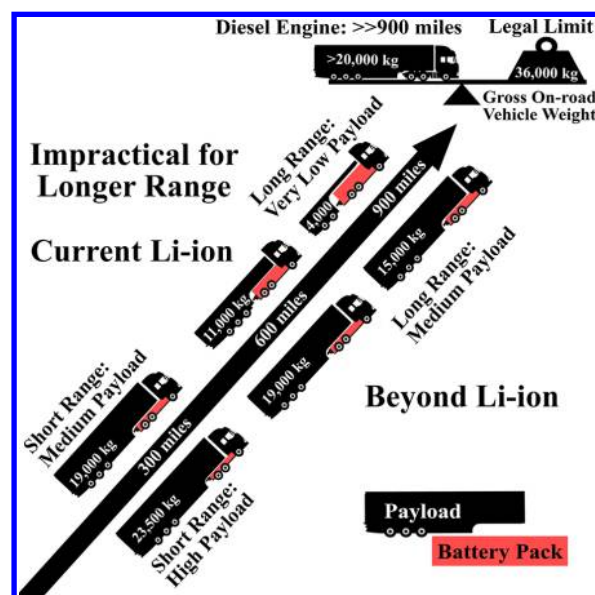 Diesel Engine: >>900 miles
Legal Limit
>20,000 kg
36,000 kg
Gross On-road
Vehicle Weight
Impractical for
Longer Range
Long Range:
Very Low Payload
4,000
900 miles
15,000 kg
Long Range:
Medium Payload
Current Li-ion
11,000 kg
600 miles
19,000 kg
Beyond Li-ion
Short Range:
Medium Payload
19,000 kg
300 miles
23,500 kg
Short Range:
High Payload
Payload
Battery Pack